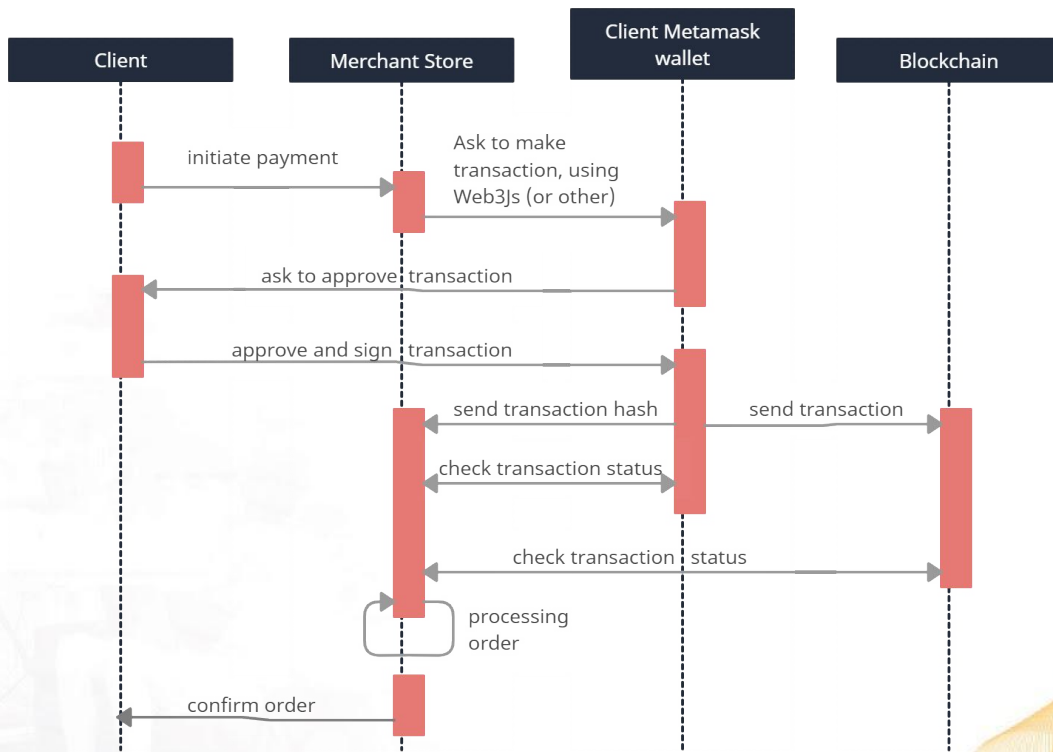 Client
Merchant Store
Client Metamask
wallet
Blockchain
initiate payment
Ask to make
transaction, using
Web3Js (or other)
ask to approve transaction
approve and sign transaction
send transaction hash
send transaction
check transaction status
check transaction status
processing
order
confirm order